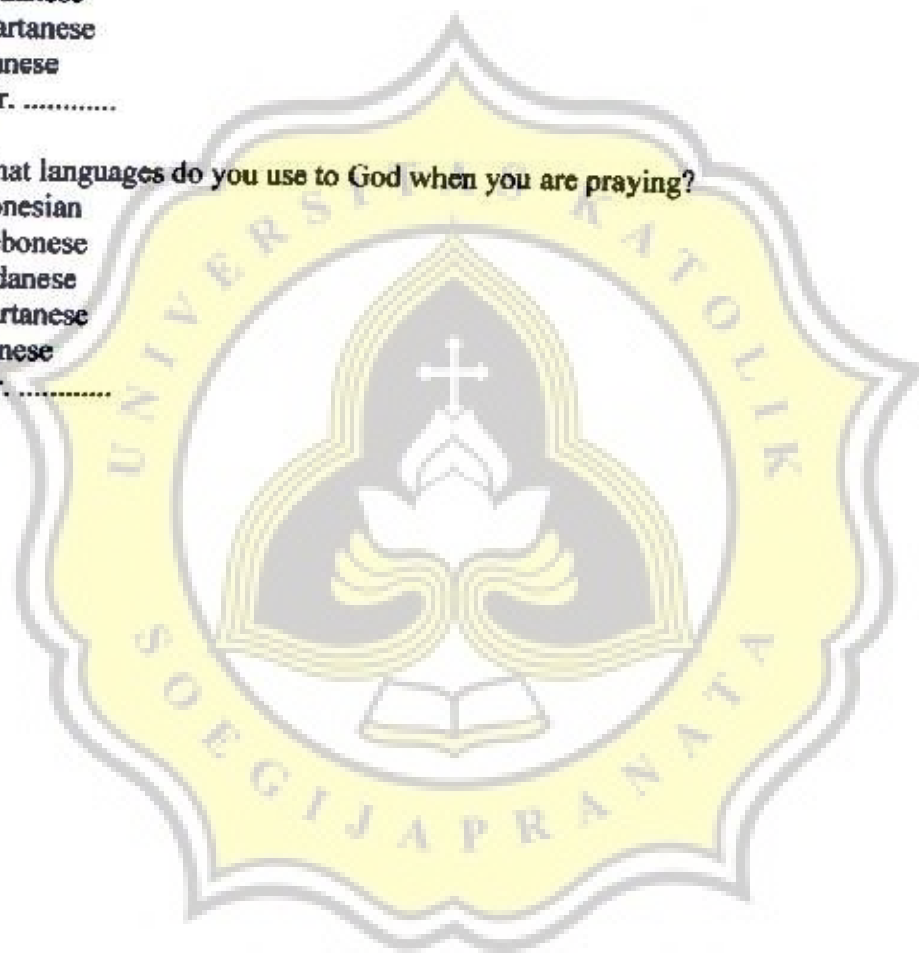 artanese
nese
r. ............
hat languages do you use to God when you are praying?
onesian
bonese
danese
rtanese
nese
r. ............
UNIVERSITAS KATOLIK
SOEGIJAPRANATA